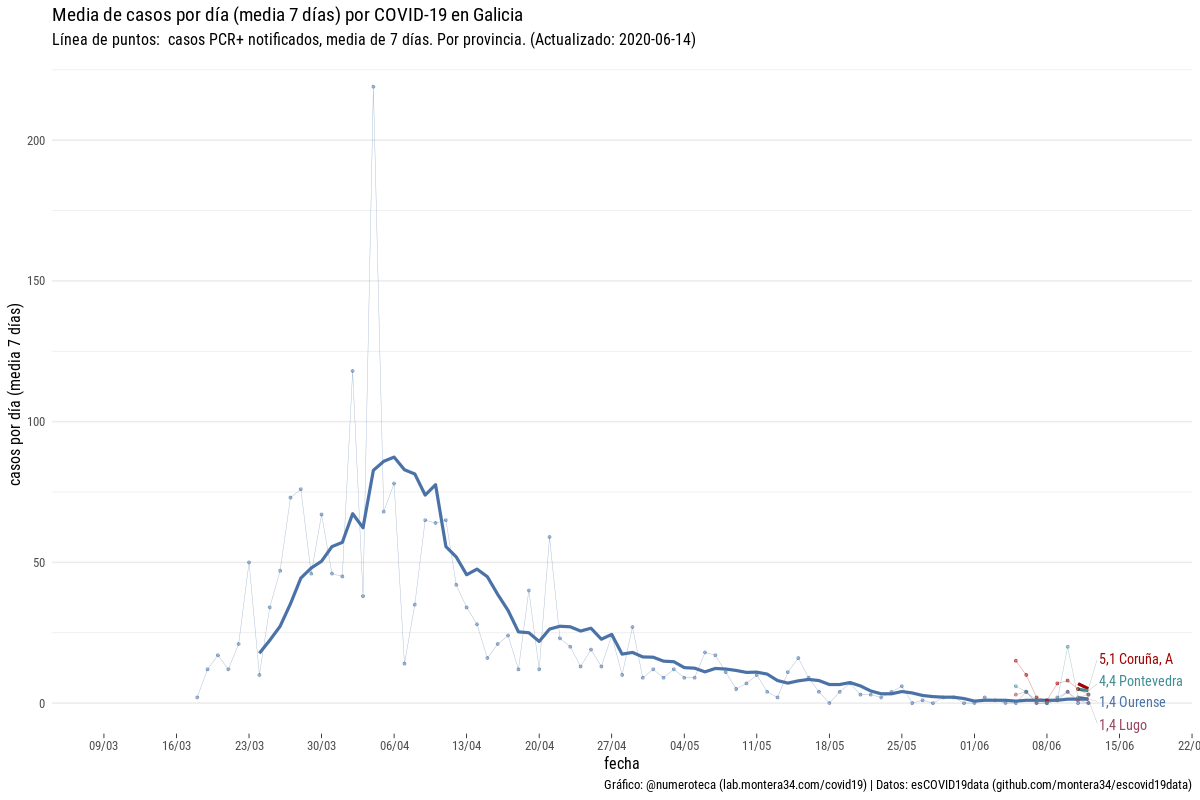 Media de casos por día (media 7 días) por COVID-19 en Galicia
Línea de puntos:  casos PCR+ notificados, media de 7 días. Por provincia. (Actualizado: 2020-06-14)
casos por día (media 7 días)
200
150
100
50
0
5,1 Coruña, A
4,4 Pontevedra
1,4 Ourense
1,4 Lugo
09/03 16/03 23/03 30/03 06/04 13/04 20/04 27/04 04/05 11/05 18/05 25/05 01/06 08/06 15/06 22/0
fecha
Gráfico: @numeroteca (lab.montera34.com/covid19) | Datos: esCOVID19data (github.com/montera34/escovid19data)